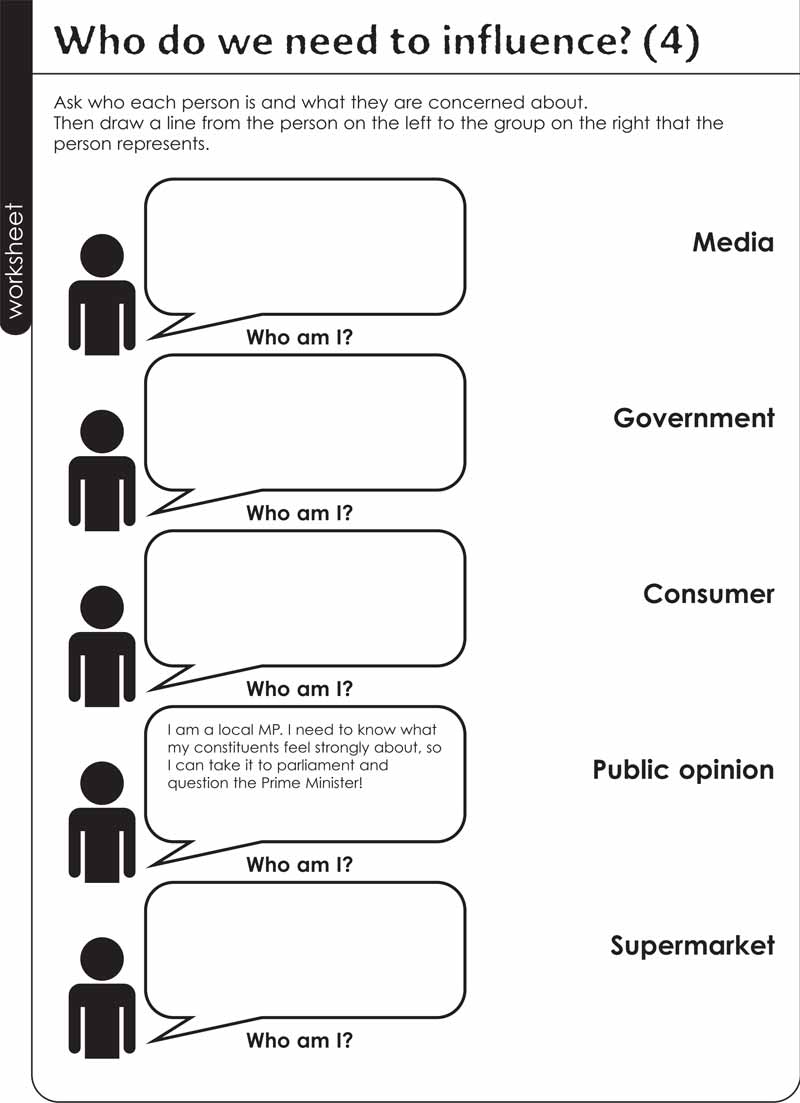 Who do we need to influence? (4)
Ask who each person is and what they are concerned about.
Then draw a line from the person on the left to the group on the right that the
person represents.
worksheet
Media
Who am I?
Government
Who am I?
Consumer
Who am I?
I am a local MP. I need to know what
my constituents feel strongly about, so
I can take it to parliament and
question the Prime Minister!
Public opinion
Who am I?
Supermarket
Who am I?